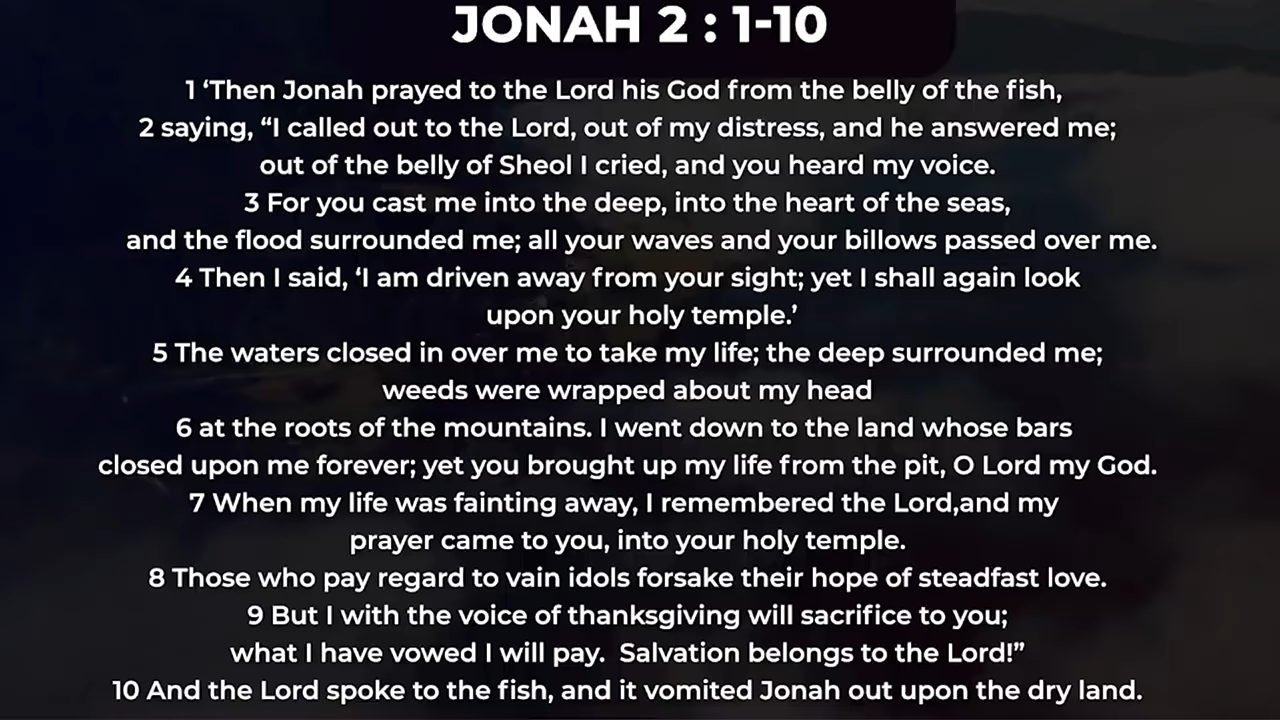 JONAH 2 : 1-10
1 ‘Then Jonah prayed to the Lord his God from the belly of the fish,
2 saying, “I called out to the Lord, out of my distress, and he answered me;
out of the belly of Sheol I cried, and you heard my voice.
3 For you cast me into the deep, into the heart of the seas,
and the flood surrounded me; all your waves and your billows passed over me.
4 Then I said, ‘I am driven away from your sight; yet I shall again look
upon your holy temple.’
5 The waters closed in over me to take my life; the deep surrounded me;
weeds were wrapped about my head
6 at the roots of the mountains. I went down to the land whose bars
closed upon me forever; yet you brought up my life from the pit, O Lord my God.
7 When my life was fainting away, I remembered the Lord,and my
prayer came to you, into your holy temple.
8 Those who pay regard to vain idols forsake their hope of steadfast love.
9 But I with the voice of thanksgiving will sacrifice to you;
what I have vowed I will pay.  Salvation belongs to the Lord!”
10 And the Lord spoke to the fish, and it vomited Jonah out upon the dry land.